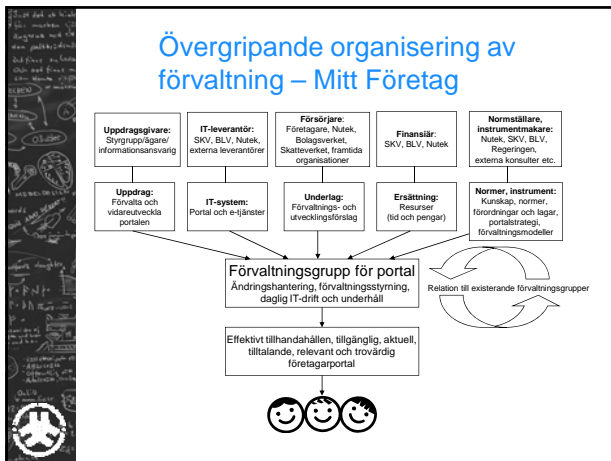 Övergripande organisering av
förvaltning – Mitt Företag
Uppdragsgivare:
Styrgrupp/ägare/
informationsansvarig
IT-leverantör:
SKV, BLV, Nutek,
externa leverantörer
Försörjare:
Företagare, Nutek,
Bolagsverket,
Skatteverket, framtida
organisationer
Finansiär:
SKV, BLV, Nutek
Normställare,
instrumentmakare:
Nutek, SKV, BLV,
Regeringen,
externa konsulter etc.
Uppdrag:
Förvalta och
vidareutveckla
portalen
IT-system:
Portal och e-tjänster
Underlag:
Förvaltnings- och
utvecklingsförslag
Ersättning:
Resurser
(tid och pengar)
Normer, instrument:
Kunskap, normer,
förordningar och lagar,
portalstrategi,
förvaltningsmodeller
Förvaltningsgrupp för portal
Ändringshantering, förvaltningsstyrning,
daglig IT-drift och underhåll
Relation till existerande förvaltningsgrupper
Effektivt tillhandahållen, tillgänglig, aktuell,
tilltalande, relevant och trovärdig
företagarportal